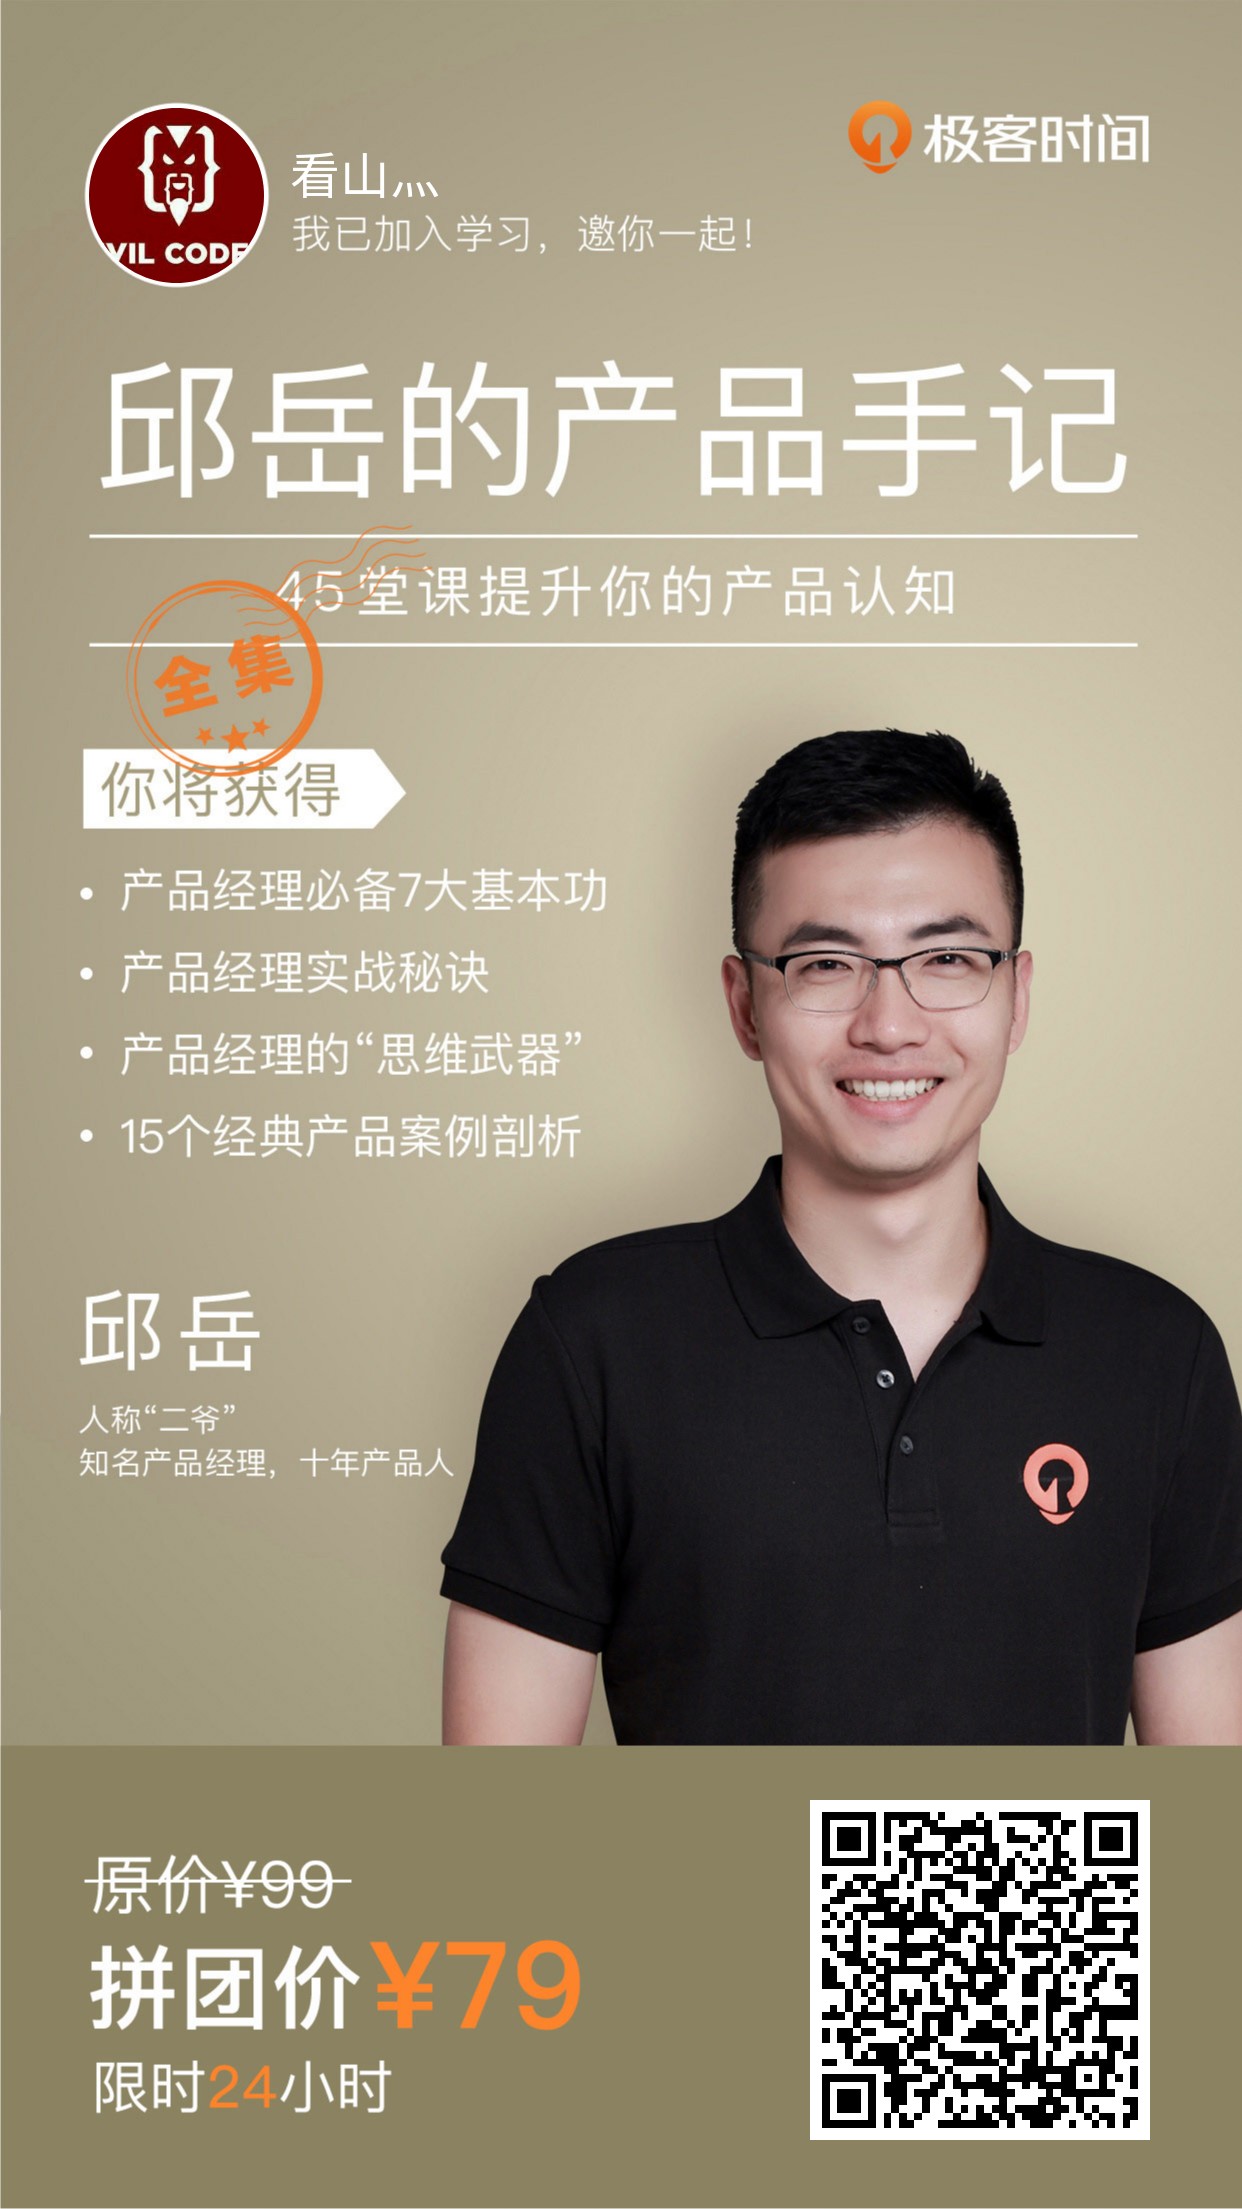 VIL CODE
看山灬
我已加入学习，邀你一起！
极客时间
邱岳的产品手记
45堂课提升你的产品认知
全集
你将获得
• 产品经理必备7大基本功
• 产品经理实战秘诀
• 产品经理的“思维武器”
• 15个经典产品案例剖析
邱岳
人称“二爷”
知名产品经理，十年产品人
原价¥99
拼团价¥79
限时24小时